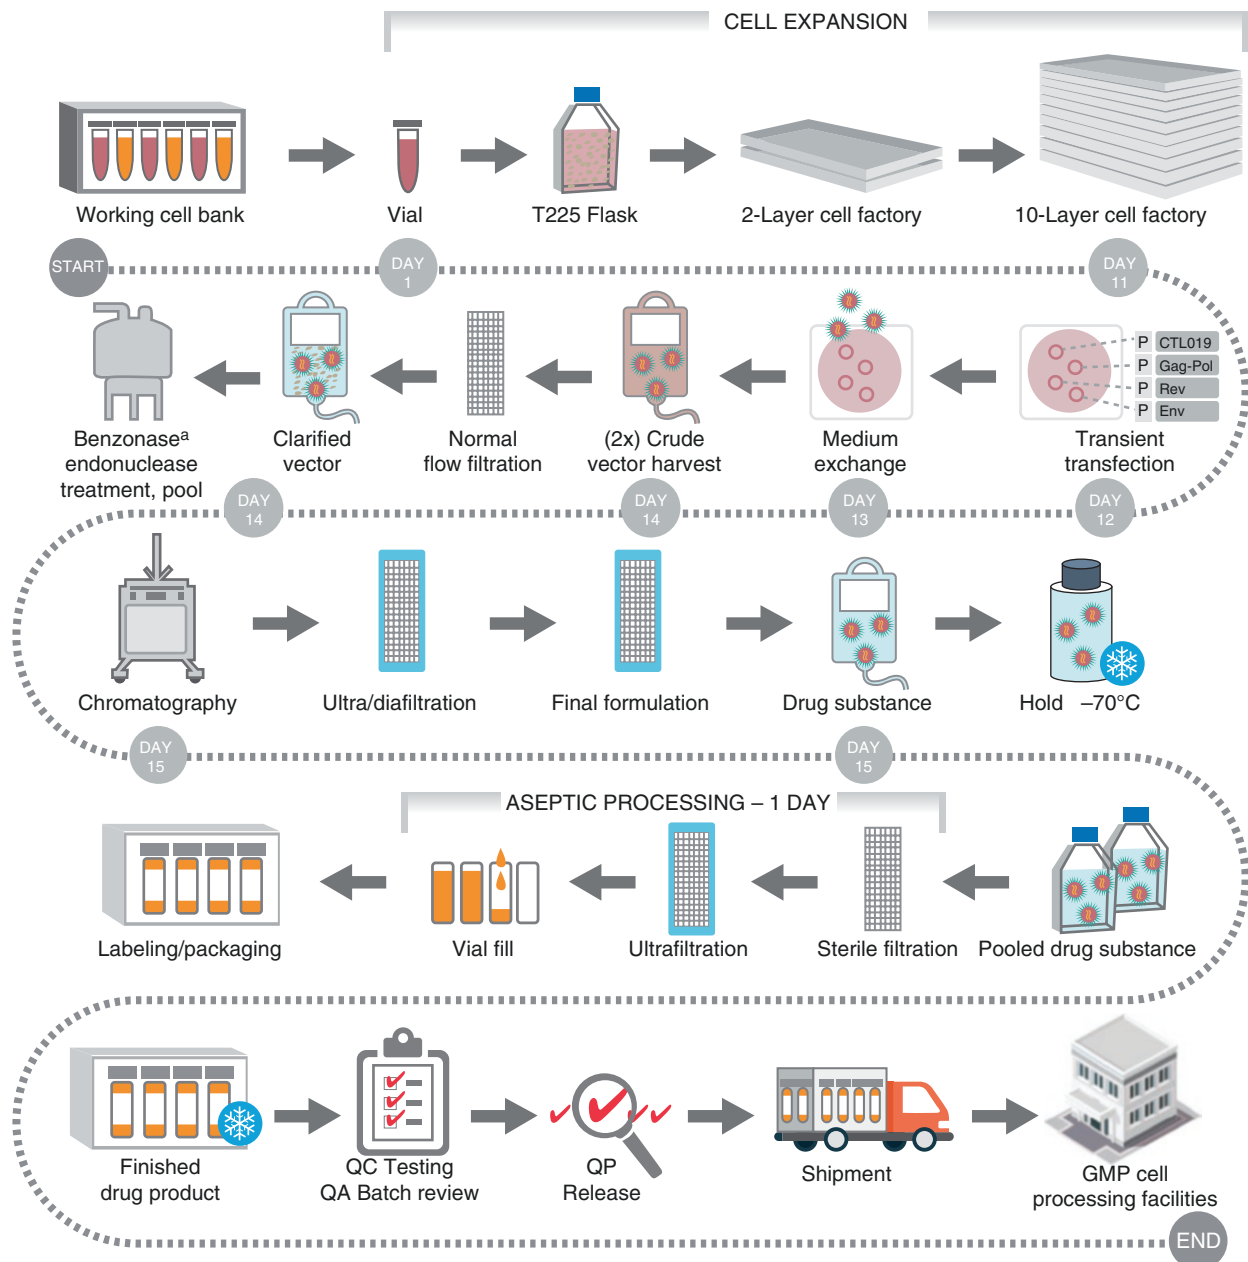 CELL EXPANSION
Working cell bank
Vial
T225 Flask
2-Layer cell factory
10-Layer cell factory
START
DAY
1
DAY
11
P CTL019
P Gag-Pol
P Rev
P Env
Benzonaseᵃ
endonuclease
treatment, pool
Clarified
vector
Normal
flow filtration
(2x) Crude
vector harvest
Medium
exchange
Transient
transfection
DAY
14
DAY
14
DAY
13
DAY
12
Chromatography
Ultra/diafiltration
Final formulation
Drug substance
Hold –70°C
DAY
15
DAY
15
ASEPTIC PROCESSING – 1 DAY
Labeling/packaging
Vial fill
Ultrafiltration
Sterile filtration
Pooled drug substance
Finished
drug product
QC Testing
QA Batch review
QP
Release
Shipment
GMP cell
processing facilities
END